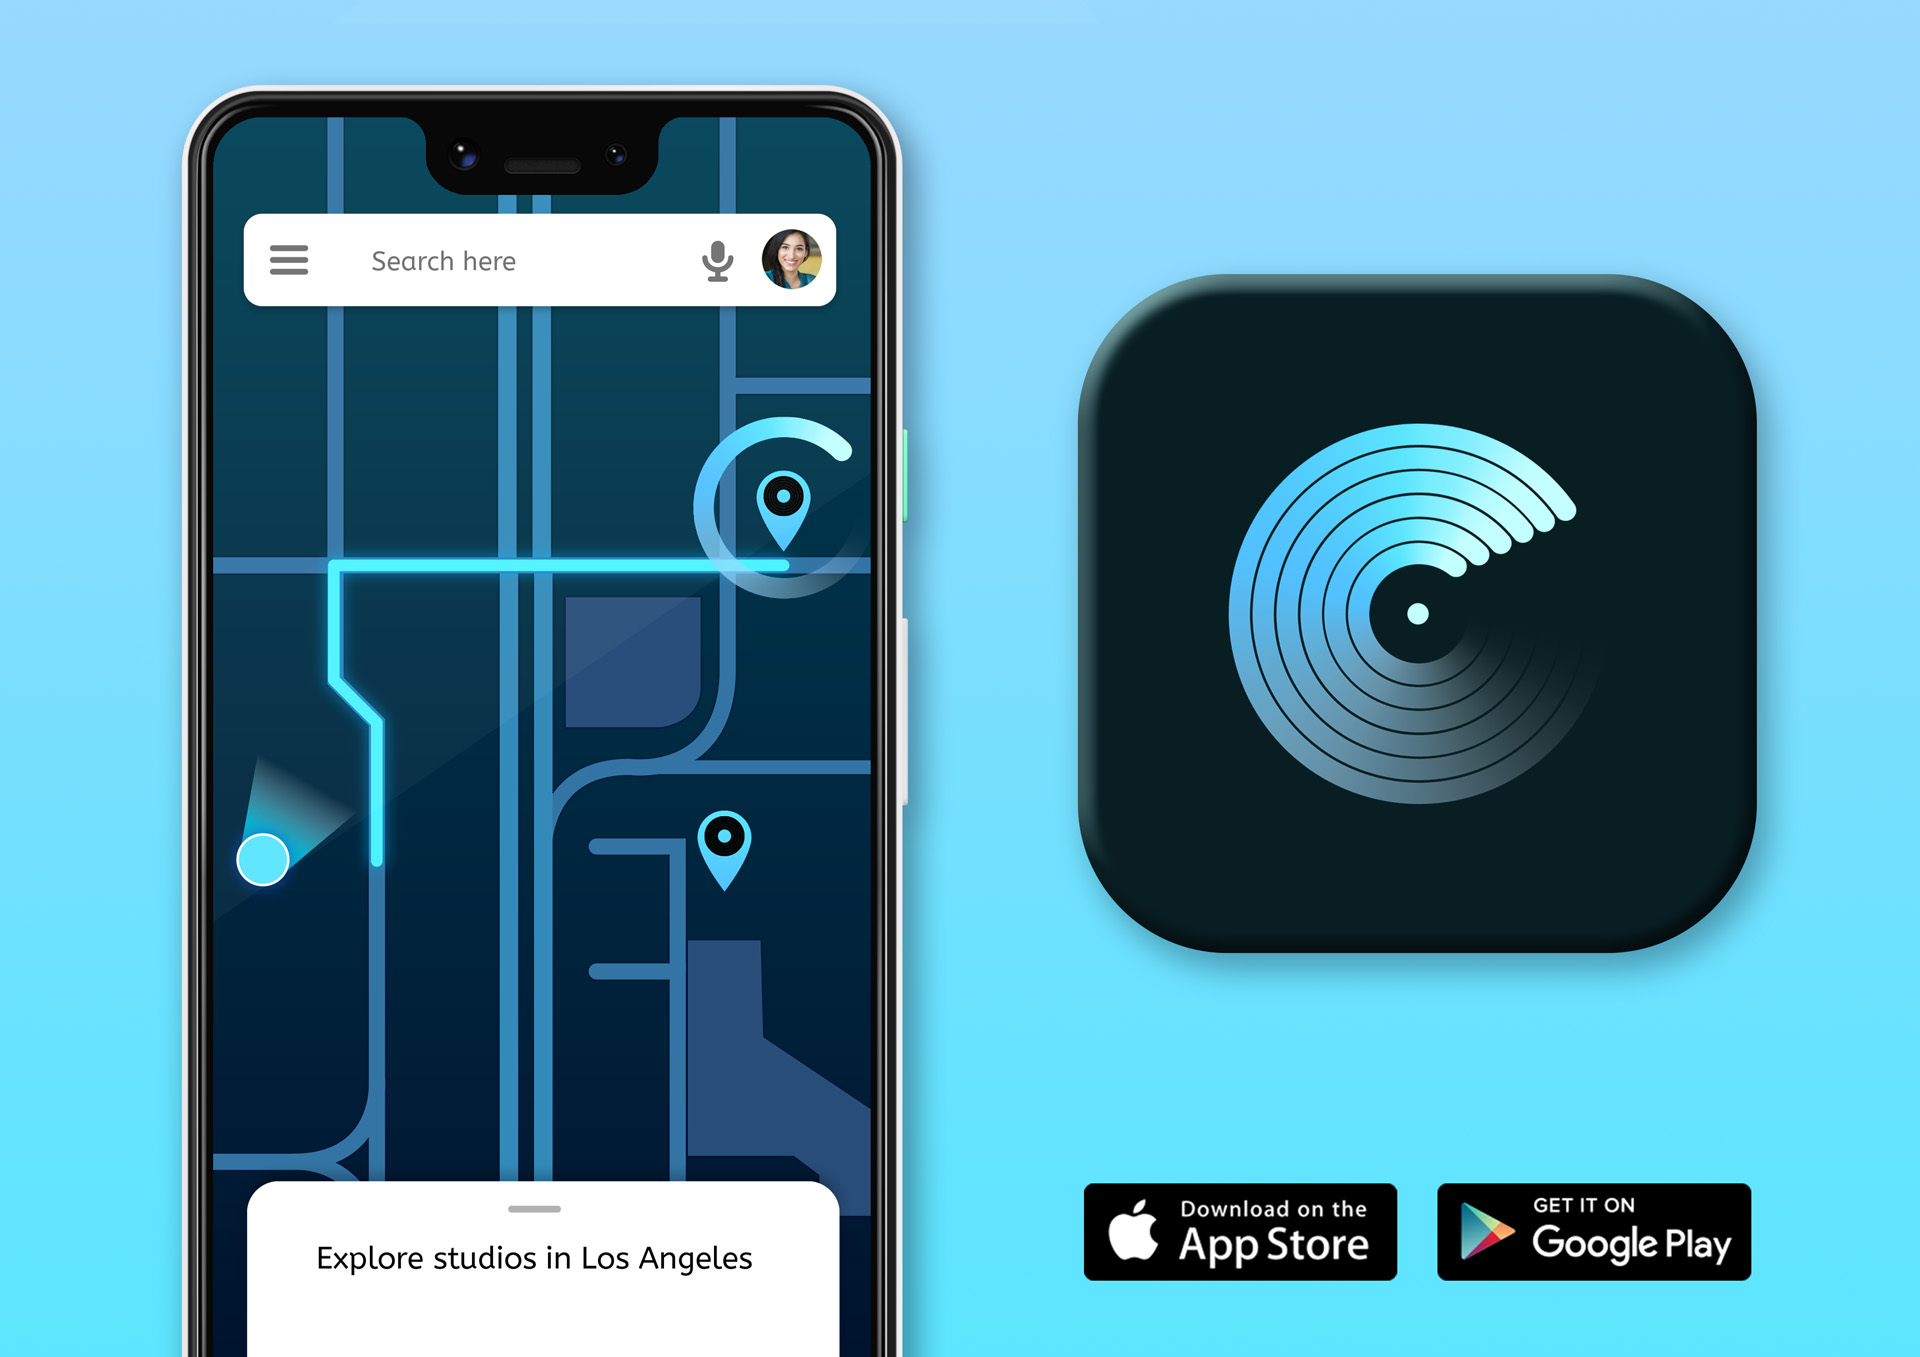 Search here
Explore studios in Los Angeles
Download on the
App Store
GET IT ON
Google Play